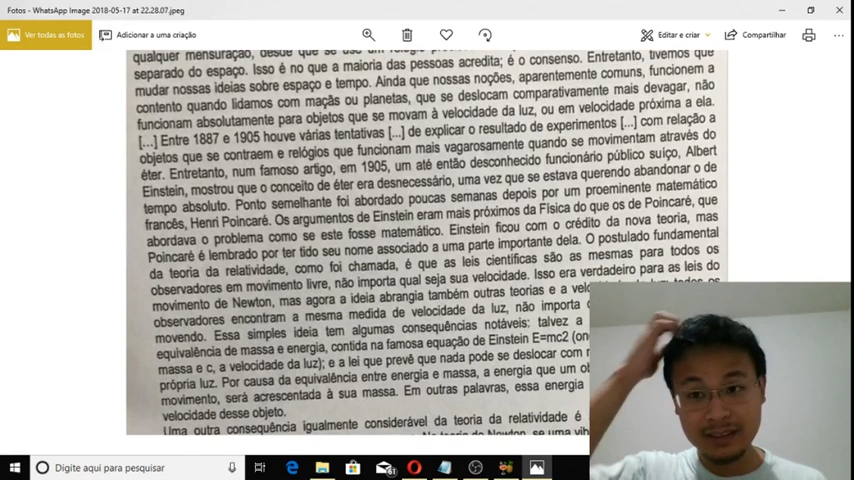 Fotos - WhatsApp Image 2018-05-17 at 22.28.07.jpeg
Ver todas as fotos
Adicionar a uma criação
Editar e criar
Compartilhar
qualquer mensuração, desde que se use um relógio
separado do espaço. Isso é no que a maioria das pessoas acredita; é o consenso. Entretanto, tivemos que
mudar nossas ideias sobre espaço e tempo. Ainda que nossas noções, aparentemente comuns, funcionem a
contento quando lidamos com maçãs ou planetas, que se deslocam comparativamente mais devagar, não
funcionam absolutamente para objetos que se movam à velocidade da luz, ou em velocidade próxima a ela.
[...] Entre 1887 e 1905 houve várias tentativas [...] de explicar o resultado de experimentos [...] com relação a
objetos que se contraem e relógios que funcionam mais vagarosamente quando se movimentam através do
éter. Entretanto, num famoso artigo, em 1905, um até então desconhecido funcionário público suíço, Albert
Einstein, mostrou que o conceito de éter era desnecessário, uma vez que se estava querendo abandonar o de
tempo absoluto. Ponto semelhante foi abordado poucas semanas depois por um proeminente matemático
francês, Henri Poincaré. Os argumentos de Einstein eram mais próximos da Física do que os de Poincaré, que
abordava o problema como se este fosse matemático. Einstein ficou com o crédito da nova teoria, mas
Poincaré é lembrado por ter tido seu nome associado a uma parte importante dela. O postulado fundamental
da teoria da relatividade, como foi chamada, é que as leis científicas são as mesmas para todos os
observadores em movimento livre, não importa qual seja sua velocidade. Isso era verdadeiro para as leis do
movimento de Newton, mas agora a ideia abrangia também outras teorias e a todos os
observadores encontram a mesma medida de velocidade da luz, não importa
movendo. Essa simples ideia tem algumas consequências notáveis: talvez a
equivalência de massa e energia, contida na famosa equação de Einstein E=mc2
massa e c, a velocidade da luz); e a lei que prevê que nada pode se deslocar com
própria luz. Por causa da equivalência entre energia e massa, a energia que um
movimento, será acrescentada à sua massa. Em outras palavras, essa energia
velocidade desse objeto.
Uma outra consequência igualmente considerável da teoria da relatividade é
teoria de Newton, se uma
Digite aqui para pesquisar
61